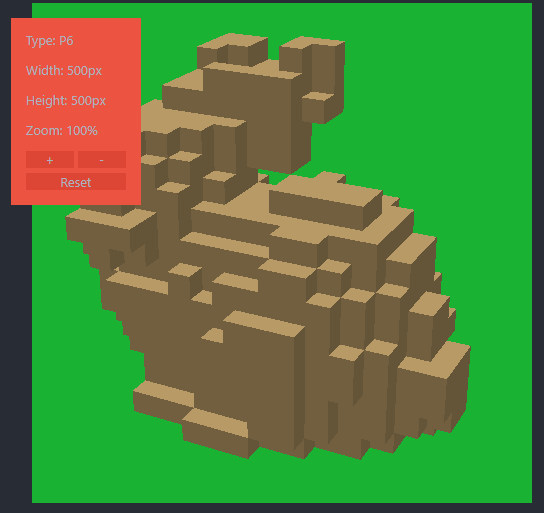 Type: P6
Width: 500px
Height: 500px
Zoom: 100%
+ -
Reset